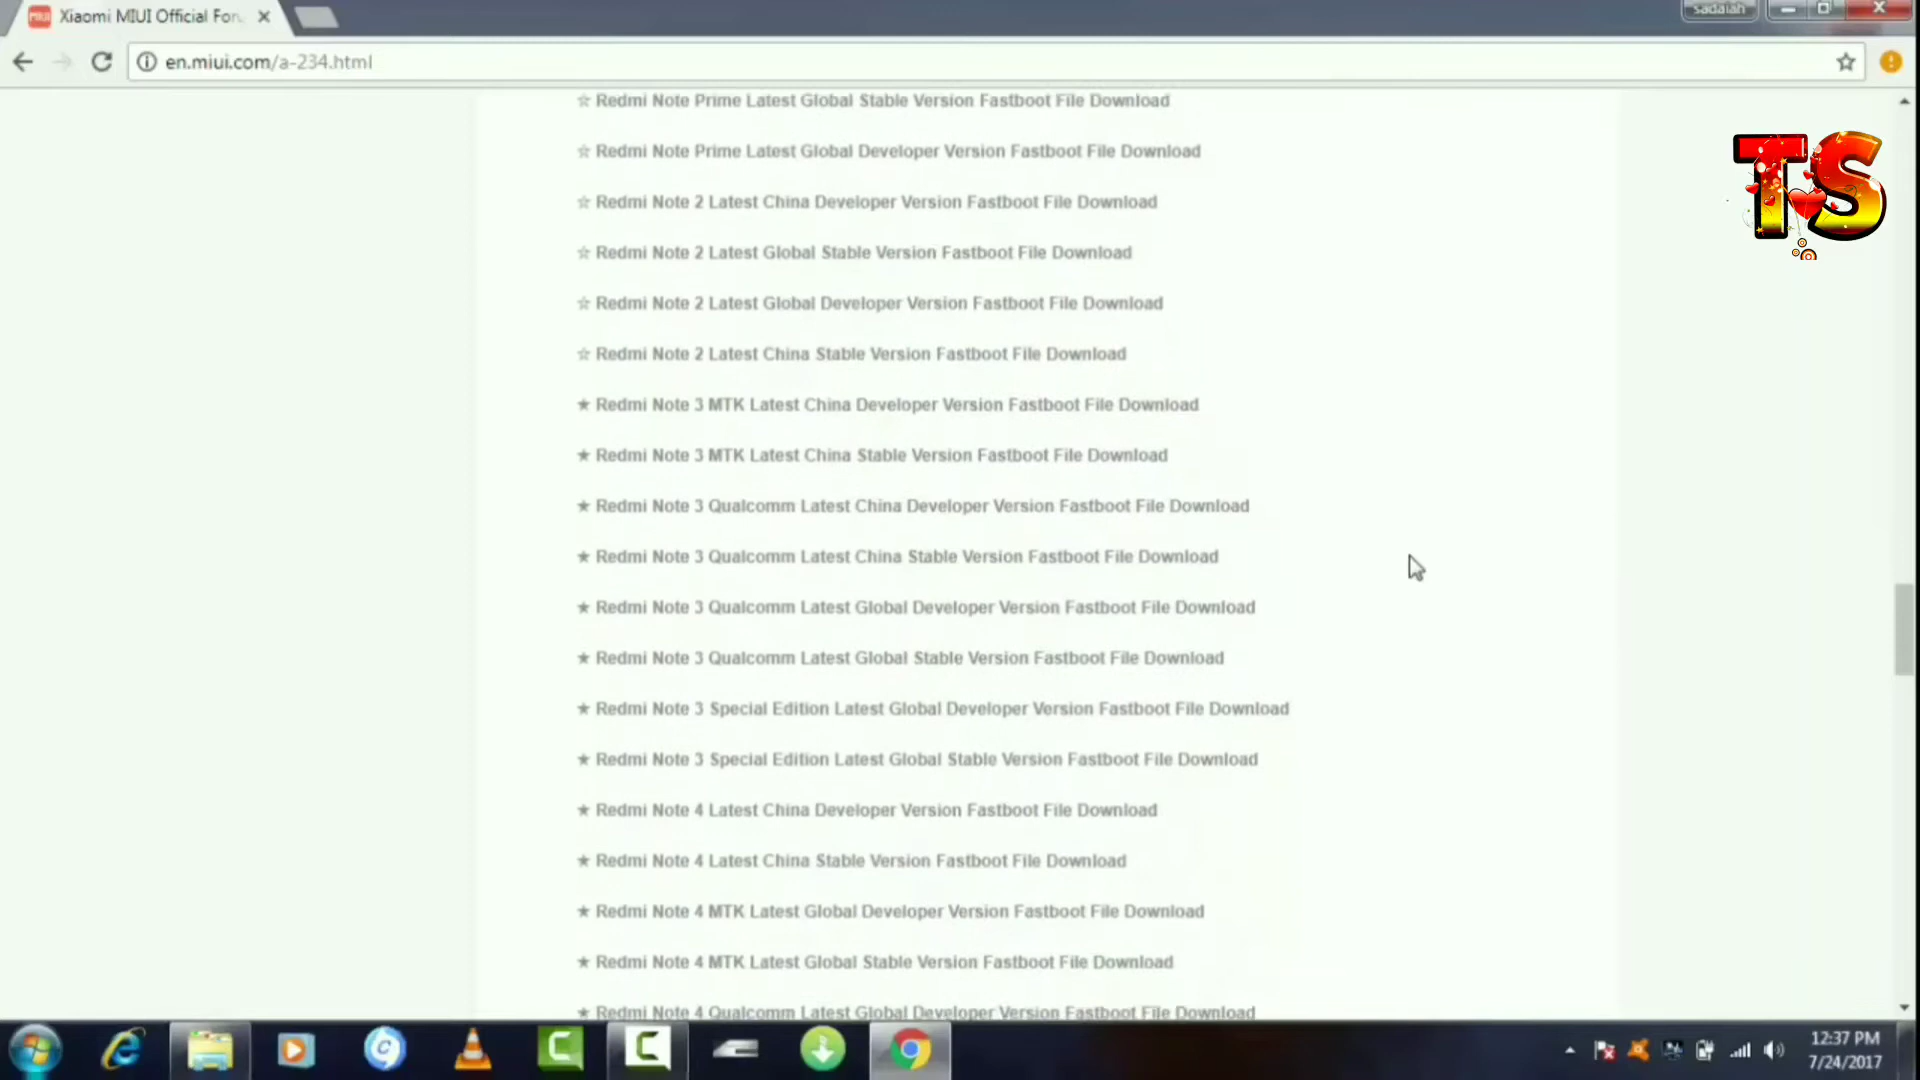 Xiaomi MIUI Official For
sadaiah
en.miui.com/a-234.html
☆ Redmi Note Prime Latest Global Stable Version Fastboot File Download
☆ Redmi Note Prime Latest Global Developer Version Fastboot File Download
TS
☆ Redmi Note 2 Latest China Developer Version Fastboot File Download
☆ Redmi Note 2 Latest Global Stable Version Fastboot File Download
☆ Redmi Note 2 Latest Global Developer Version Fastboot File Download
☆ Redmi Note 2 Latest China Stable Version Fastboot File Download
★ Redmi Note 3 MTK Latest China Developer Version Fastboot File Download
★ Redmi Note 3 MTK Latest China Stable Version Fastboot File Download
★ Redmi Note 3 Qualcomm Latest China Developer Version Fastboot File Download
★ Redmi Note 3 Qualcomm Latest China Stable Version Fastboot File Download
★ Redmi Note 3 Qualcomm Latest Global Developer Version Fastboot File Download
★ Redmi Note 3 Qualcomm Latest Global Stable Version Fastboot File Download
★ Redmi Note 3 Special Edition Latest Global Developer Version Fastboot File Download
★ Redmi Note 3 Special Edition Latest Global Stable Version Fastboot File Download
★ Redmi Note 4 Latest China Developer Version Fastboot File Download
★ Redmi Note 4 Latest China Stable Version Fastboot File Download
★ Redmi Note 4 MTK Latest Global Developer Version Fastboot File Download
★ Redmi Note 4 MTK Latest Global Stable Version Fastboot File Download
★ Redmi Note 4 Qualcomm Latest Global Developer Version Fastboot File Download
12:37 PM
7/24/2017